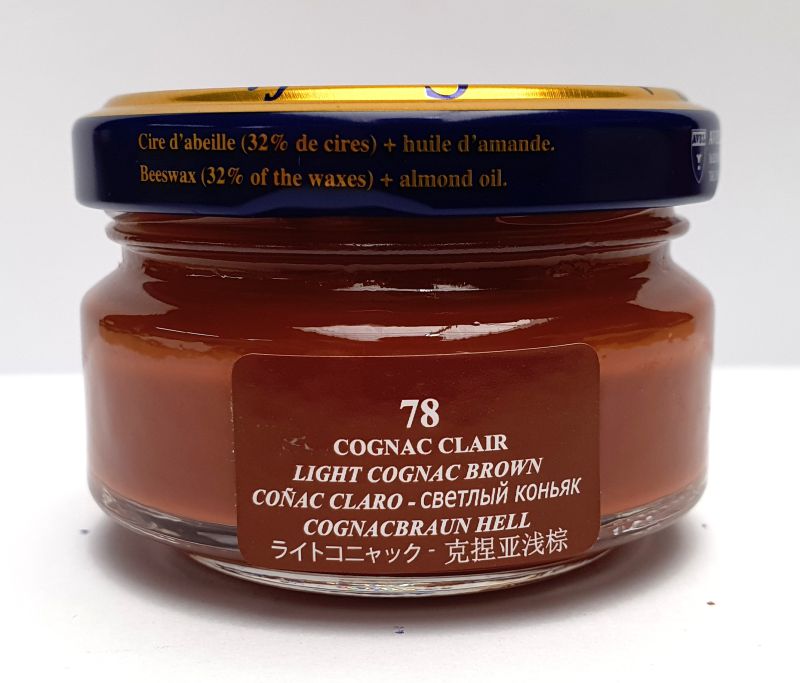 Cire d'abeille (32% de cires) + huile d'amande.
Beeswax (32% of the waxes) + almond oil.
78
COGNAC CLAIR
LIGHT COGNAC BROWN
COÑAC CLARO - светлый коньяк
COGNACBRAUN HELL
ライトコニャック - 克捏亚浅棕